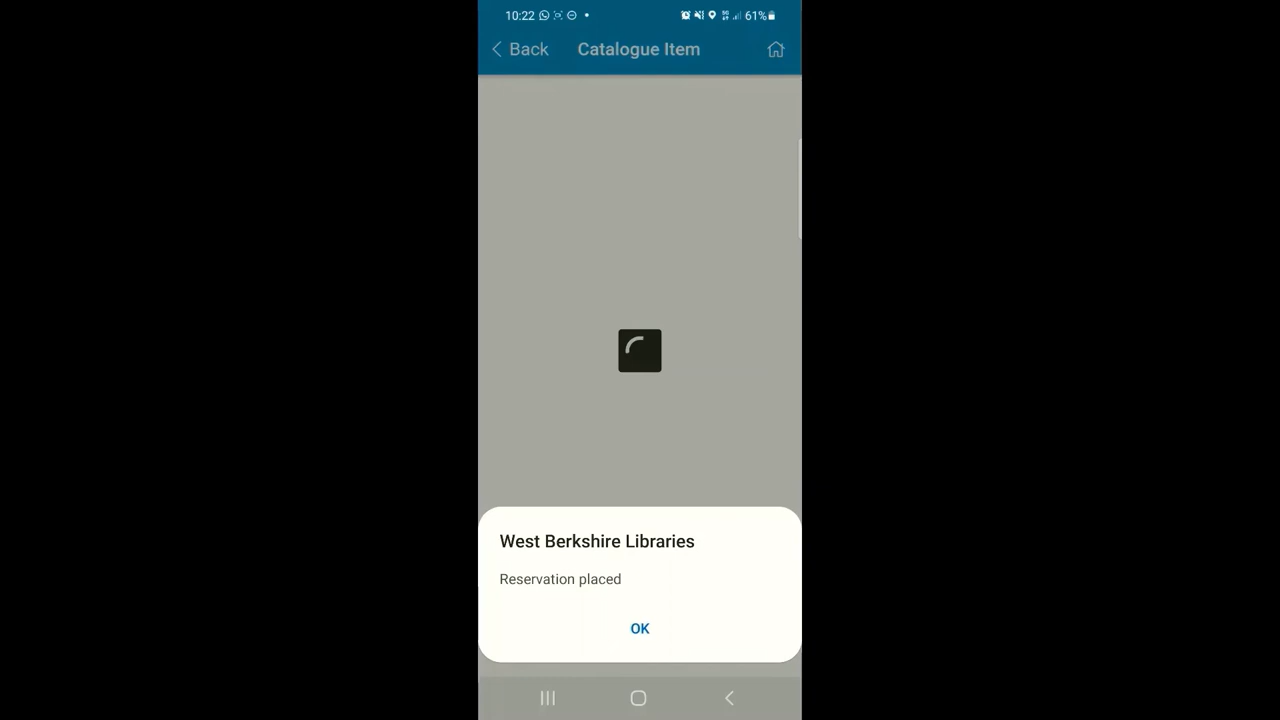 10:22 61%
Back Catalogue Item
West Berkshire Libraries
Reservation placed
OK